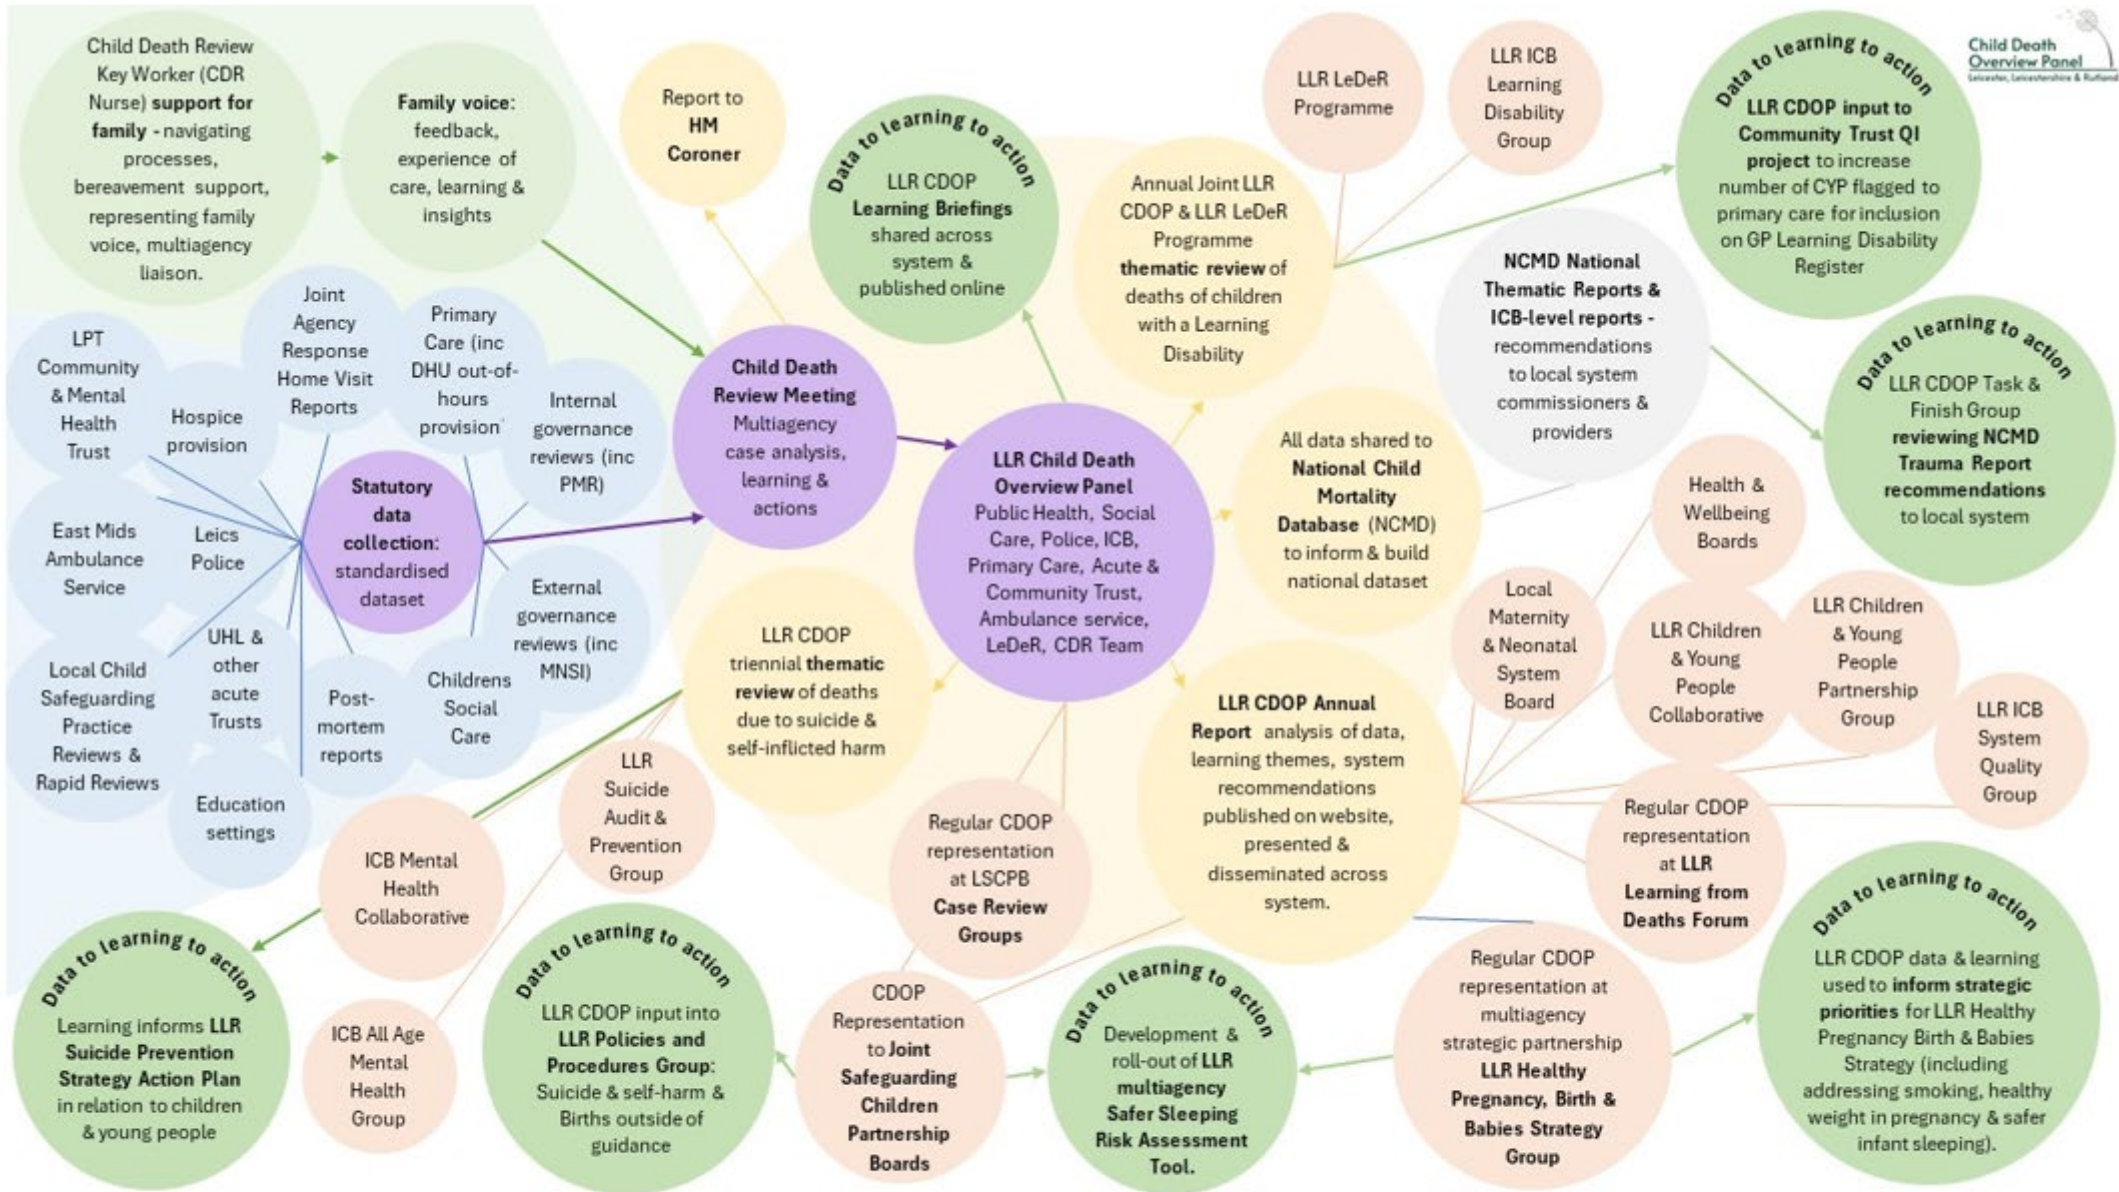 Child Death Review
Key Worker (CDR
Nurse) support for
family - navigating
processes,
bereavement support,
representing family
voice, multiagency
liaison.
Family voice:
feedback,
experience of
care, learning &
insights
Report to
HM
Coroner
Data to learning to action
LLR CDOP
Learning Briefings
shared across
system &
published online
Annual Joint LLR
CDOP & LLR LeDeR
Programme
thematic review of
deaths of children
with a Learning
Disability
LLR LeDeR
Programme
LLR ICB
Learning
Disability
Group
Data to learning to action
LLR CDOP input to
Community Trust QI
project to increase
number of CYP flagged to
primary care for inclusion
on GP Learning Disability
Register
Child Death
Overview Panel
Leicester, Leicestershire & Rutland
LPT
Community
& Mental
Health
Trust
Hospice
provision
Joint
Agency
Response
Home Visit
Reports
Primary
Care (inc
DHU out-of-
hours
provision
Internal
governance
reviews (inc
PMR)
East Mids
Ambulance
Service
Leics
Police
Statutory
data
collection:
standardised
dataset
External
governance
reviews (inc
MNSI)
Local Child
Safeguarding
Practice
Reviews &
Rapid Reviews
UHL &
other
acute
Trusts
Post-
mortem
reports
Childrens
Social
Care
Education
settings
Child Death
Review Meeting
Multiagency
case analysis,
learning &
actions
LLR Child Death
Overview Panel
Public Health, Social
Care, Police, ICB,
Primary Care, Acute &
Community Trust,
Ambulance service,
LeDeR, CDR Team
All data shared to
National Child
Mortality
Database (NCMD)
to inform & build
national dataset
NCMD National
Thematic Reports &
ICB-level reports -
recommendations
to local system
commissioners &
providers
Data to learning to action
LLR CDOP Task &
Finish Group
reviewing NCMD
Trauma Report
recommendations
to local system
LLR CDOP
triennial thematic
review of deaths
due to suicide &
self-inflicted harm
LLR CDOP Annual
Report analysis of data,
learning themes, system
recommendations
published on website,
presented &
disseminated across
system.
Health &
Wellbeing
Boards
Local
Maternity
& Neonatal
System
Board
LLR Children
& Young
People
Collaborative
LLR Children
& Young
People
Partnership
Group
LLR ICB
System
Quality
Group
Regular CDOP
representation
at LLR
Learning from
Deaths Forum
LLR
Suicide
Audit &
Prevention
Group
ICB Mental
Health
Collaborative
ICB All Age
Mental
Health
Group
Regular CDOP
representation
at LSCPB
Case Review
Groups
Data to learning to action
Learning informs LLR
Suicide Prevention
Strategy Action Plan
in relation to children
& young people
Data to learning to action
LLR CDOP input into
LLR Policies and
Procedures Group:
Suicide & self-harm &
Births outside of
guidance
CDOP
Representation
to Joint
Safeguarding
Children
Partnership
Boards
Data to learning to action
Development &
roll-out of LLR
multiagency
Safer Sleeping
Risk Assessment
Tool.
Regular CDOP
representation at
multiagency
strategic partnership
LLR Healthy
Pregnancy, Birth &
Babies Strategy
Group
Data to learning to action
LLR CDOP data & learning
used to inform strategic
priorities for LLR Healthy
Pregnancy Birth & Babies
Strategy (including
addressing smoking, healthy
weight in pregnancy & safer
infant sleeping).